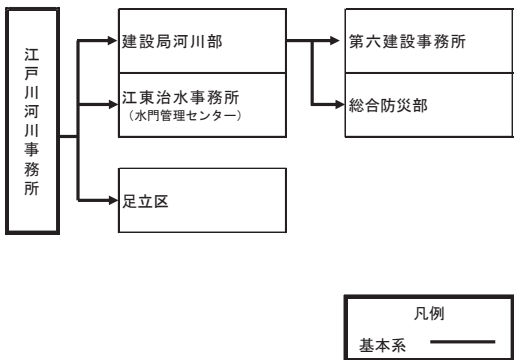 江戸川河川事務所
建設局河川部
第六建設事務所
江東治水事務所
（水門管理センター）
総合防災部
足立区
凡例
基本系